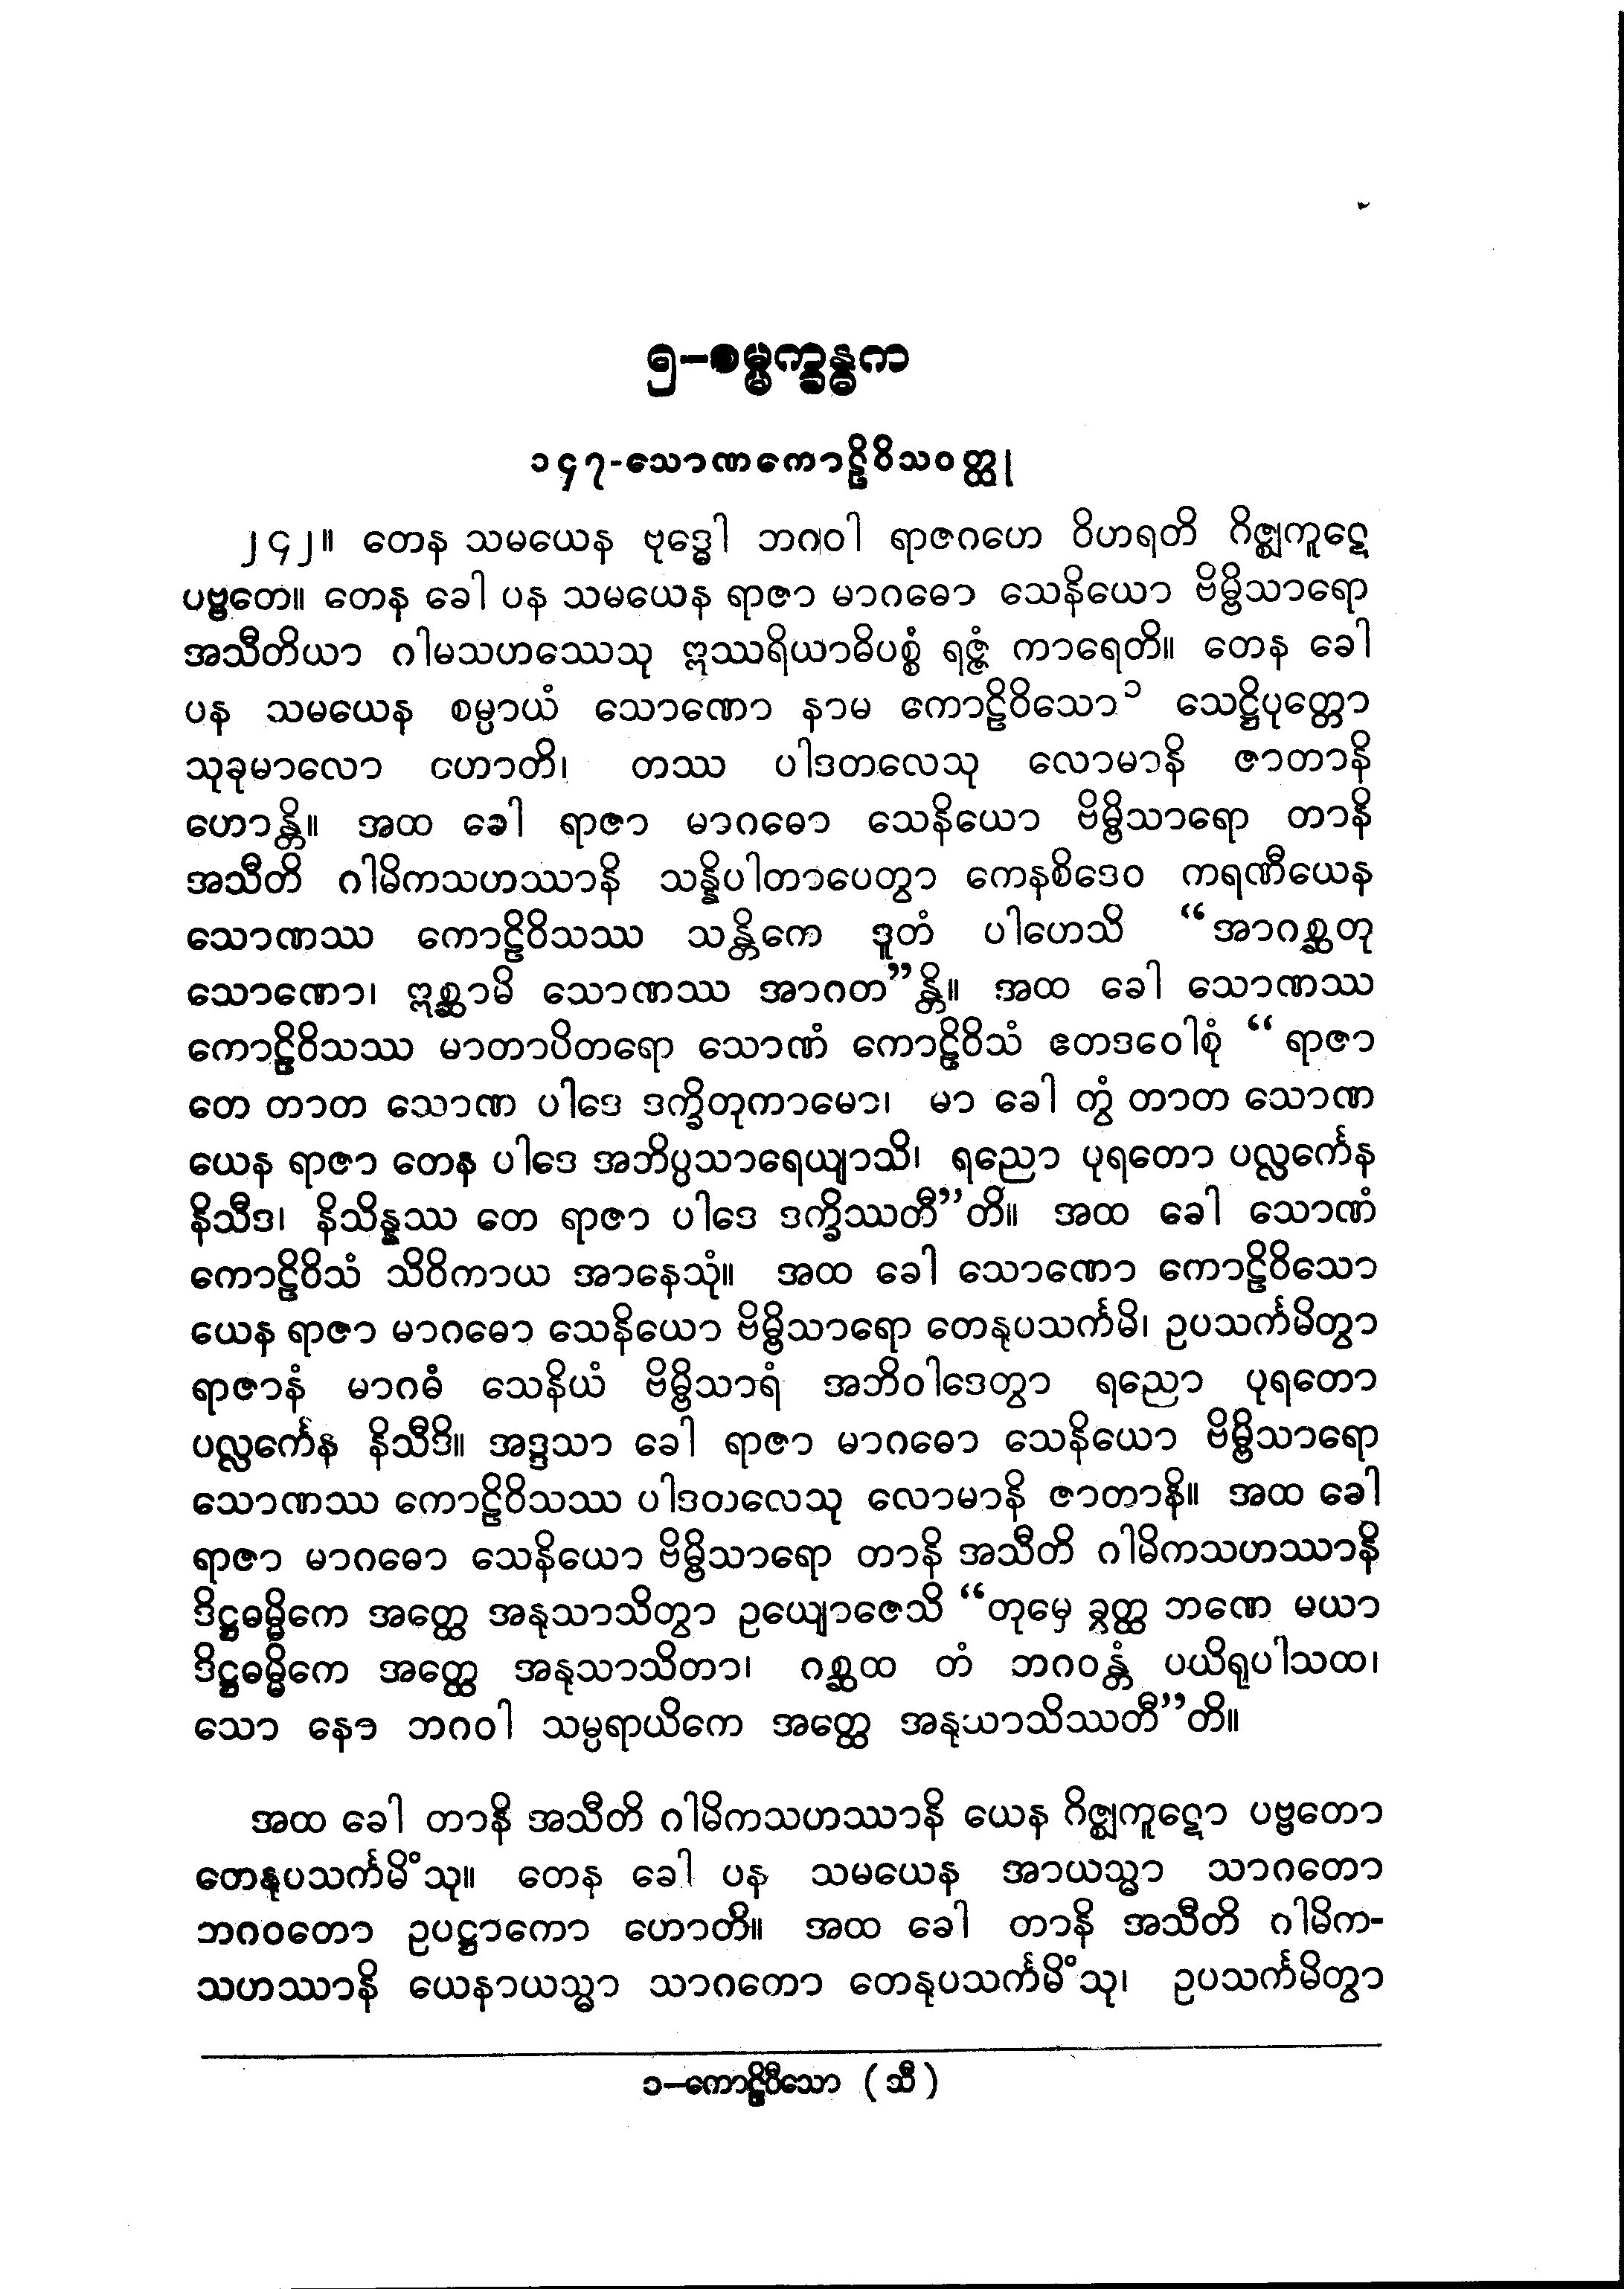 ၅-စမ္မက္ခန္ဓက
၁၄၇-သောဏကောဠိဝိသဝတ္ထု
၂၄၂။ တေန သမယေန ဗုဒ္ဓေါ ဘဂဝါ ရာဇဂဟေ ဝိဟရတိ ဂိဇ္ဈကူဋေ
ပဗ္ဗတေ။ တေန ခေါ ပန သမယေန ရာဇာ မာဂဓော သေနိယော ဗိမ္ဗိသာရော
အသီတိယာ ဂါမသဟဿေသု ဣဿရိယာဓိပစ္စံ ရဇ္ဇံ ကာရေတိ။ တေန ခေါ
ပန သမယေန စမ္ပာယံ သောဏော နာမ ကောဠိဝိသော၁ သေဋ္ဌိပုတ္တော
သုခုမာလော ဟောတိ၊ တဿ ပါဒတလေသု လောမာနိ ဇာတာနိ
ဟောန္တိ။ အထ ခေါ ရာဇာ မာဂဓော သေနိယော ဗိမ္ဗိသာရော တာနိ
အသီတိ ဂါမိကသဟဿာနိ သန္နိပါတာပေတွာ ကေနစိဒေဝ ကရဏီယေန
သောဏဿ ကောဠိဝိသဿ သန္တိကေ ဒူတံ ပါဟေသိ “အာဂစ္ဆတု
သောဏော၊ ဣစ္ဆာမိ သောဏဿ အာဂတ”န္တိ။ အထ ခေါ သောဏဿ
ကောဠိဝိသဿ မာတာပိတရော သောဏံ ကောဠိဝိသံ ဧတဒဝေါစုံ “ ရာဇာ
တေ တာတ သောဏ ပါဒေ ဒက္ခိတုကာမော၊ မာ ခေါ တွံ တာတ သောဏ
ယေန ရာဇာ တေန ပါဒေ အဘိပ္ပသာရေယျာသိ၊ ရညော ပုရတော ပလ္လင်္ကေန
နိသီဒ၊ နိသိန္နဿ တေ ရာဇာ ပါဒေ ဒက္ခိဿတီ”တိ။ အထ ခေါ သောဏံ
ကောဠိဝိသံ သိဝိကာယ အာနေသုံ။ အထ ခေါ သောဏော ကောဠိဝိသော
ယေန ရာဇာ မာဂဓော သေနိယော ဗိမ္ဗိသာရော တေနုပသင်္ကမိ၊ ဥပသင်္ကမိတွာ
ရာဇာနံ မာဂဓံ သေနိယံ ဗိမ္ဗိသာရံ အဘိဝါဒေတွာ ရညော ပုရတော
ပလ္လင်္ကေန နိသီဒိ။ အဒ္ဒသာ ခေါ ရာဇာ မာဂဓော သေနိယော ဗိမ္ဗိသာရော
သောဏဿ ကောဠိဝိသဿ ပါဒတလေသု လောမာနိ ဇာတာနိ။ အထ ခေါ
ရာဇာ မာဂဓော သေနိယော ဗိမ္ဗိသာရော တာနိ အသီတိ ဂါမိကသဟဿာနိ
ဒိဋ္ဌဓမ္မိကေ အတ္ထေ အနုသာသိတွာ ဥယျောဇေသိ “တုမှေ ခွတ္ထ ဘဏေ မယာ
ဒိဋ္ဌဓမ္မိကေ အတ္ထေ အနုသာသိတာ၊ ဂစ္ဆထ တံ ဘဂဝန္တံ ပယိရုပါသထ၊
သော နော ဘဂဝါ သမ္ပရာယိကေ အတ္ထေ အနုသာသိဿတီ”တိ။
အထ ခေါ တာနိ အသီတိ ဂါမိကသဟဿာနိ ယေန ဂိဇ္ဈကူဋော ပဗ္ဗတော
တေနုပသင်္ကမိံသု။ တေန ခေါ ပန သမယေန အာယသ္မာ သာဂတော
ဘဂဝတော ဥပဋ္ဌာကော ဟောတိ။ အထ ခေါ တာနိ အသီတိ ဂါမိက-
သဟဿာနိ ယေနာယသ္မာ သာဂတော တေနုပသင်္ကမိံသု၊ ဥပသင်္ကမိတွာ
၁-ကောဠိဝီသော (သီ)